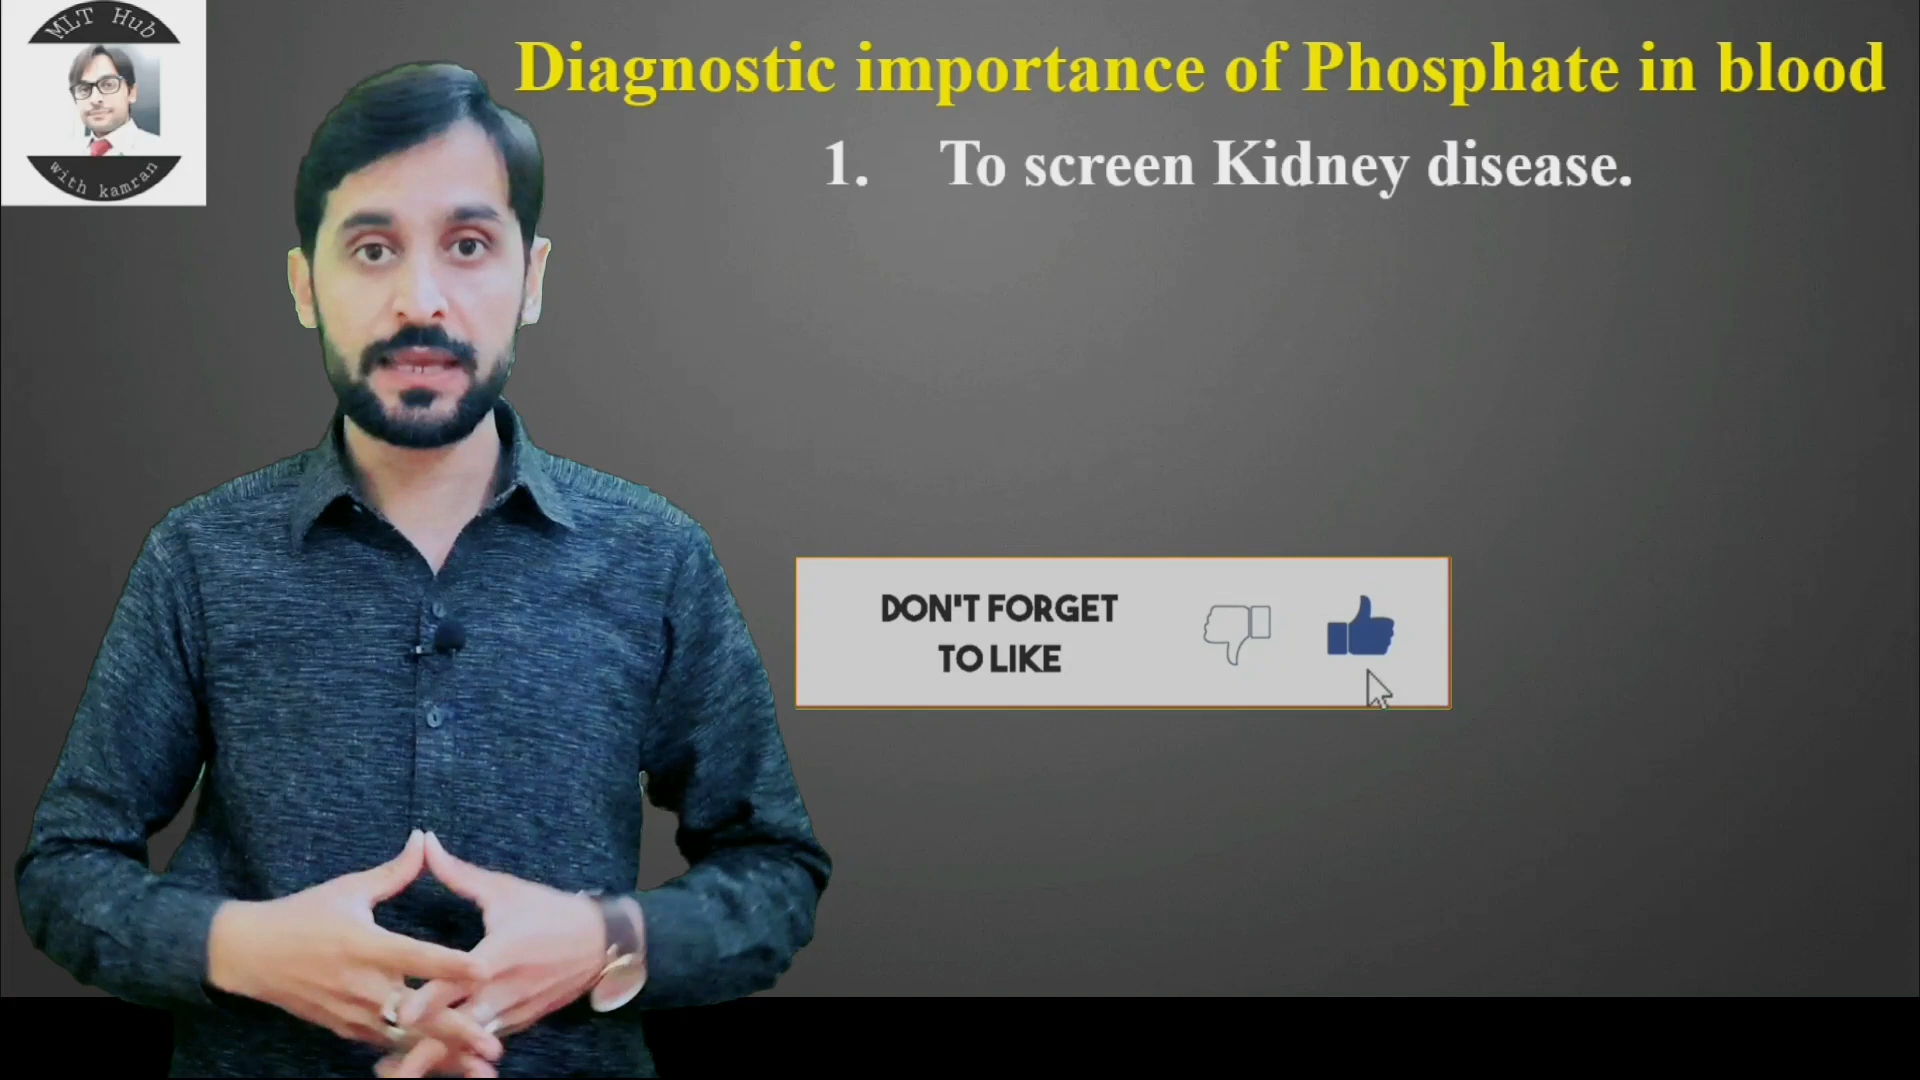 MLT Hub
with kamran
Diagnostic importance of Phosphate in blood
1. To screen Kidney disease.
DON'T FORGET
TO LIKE